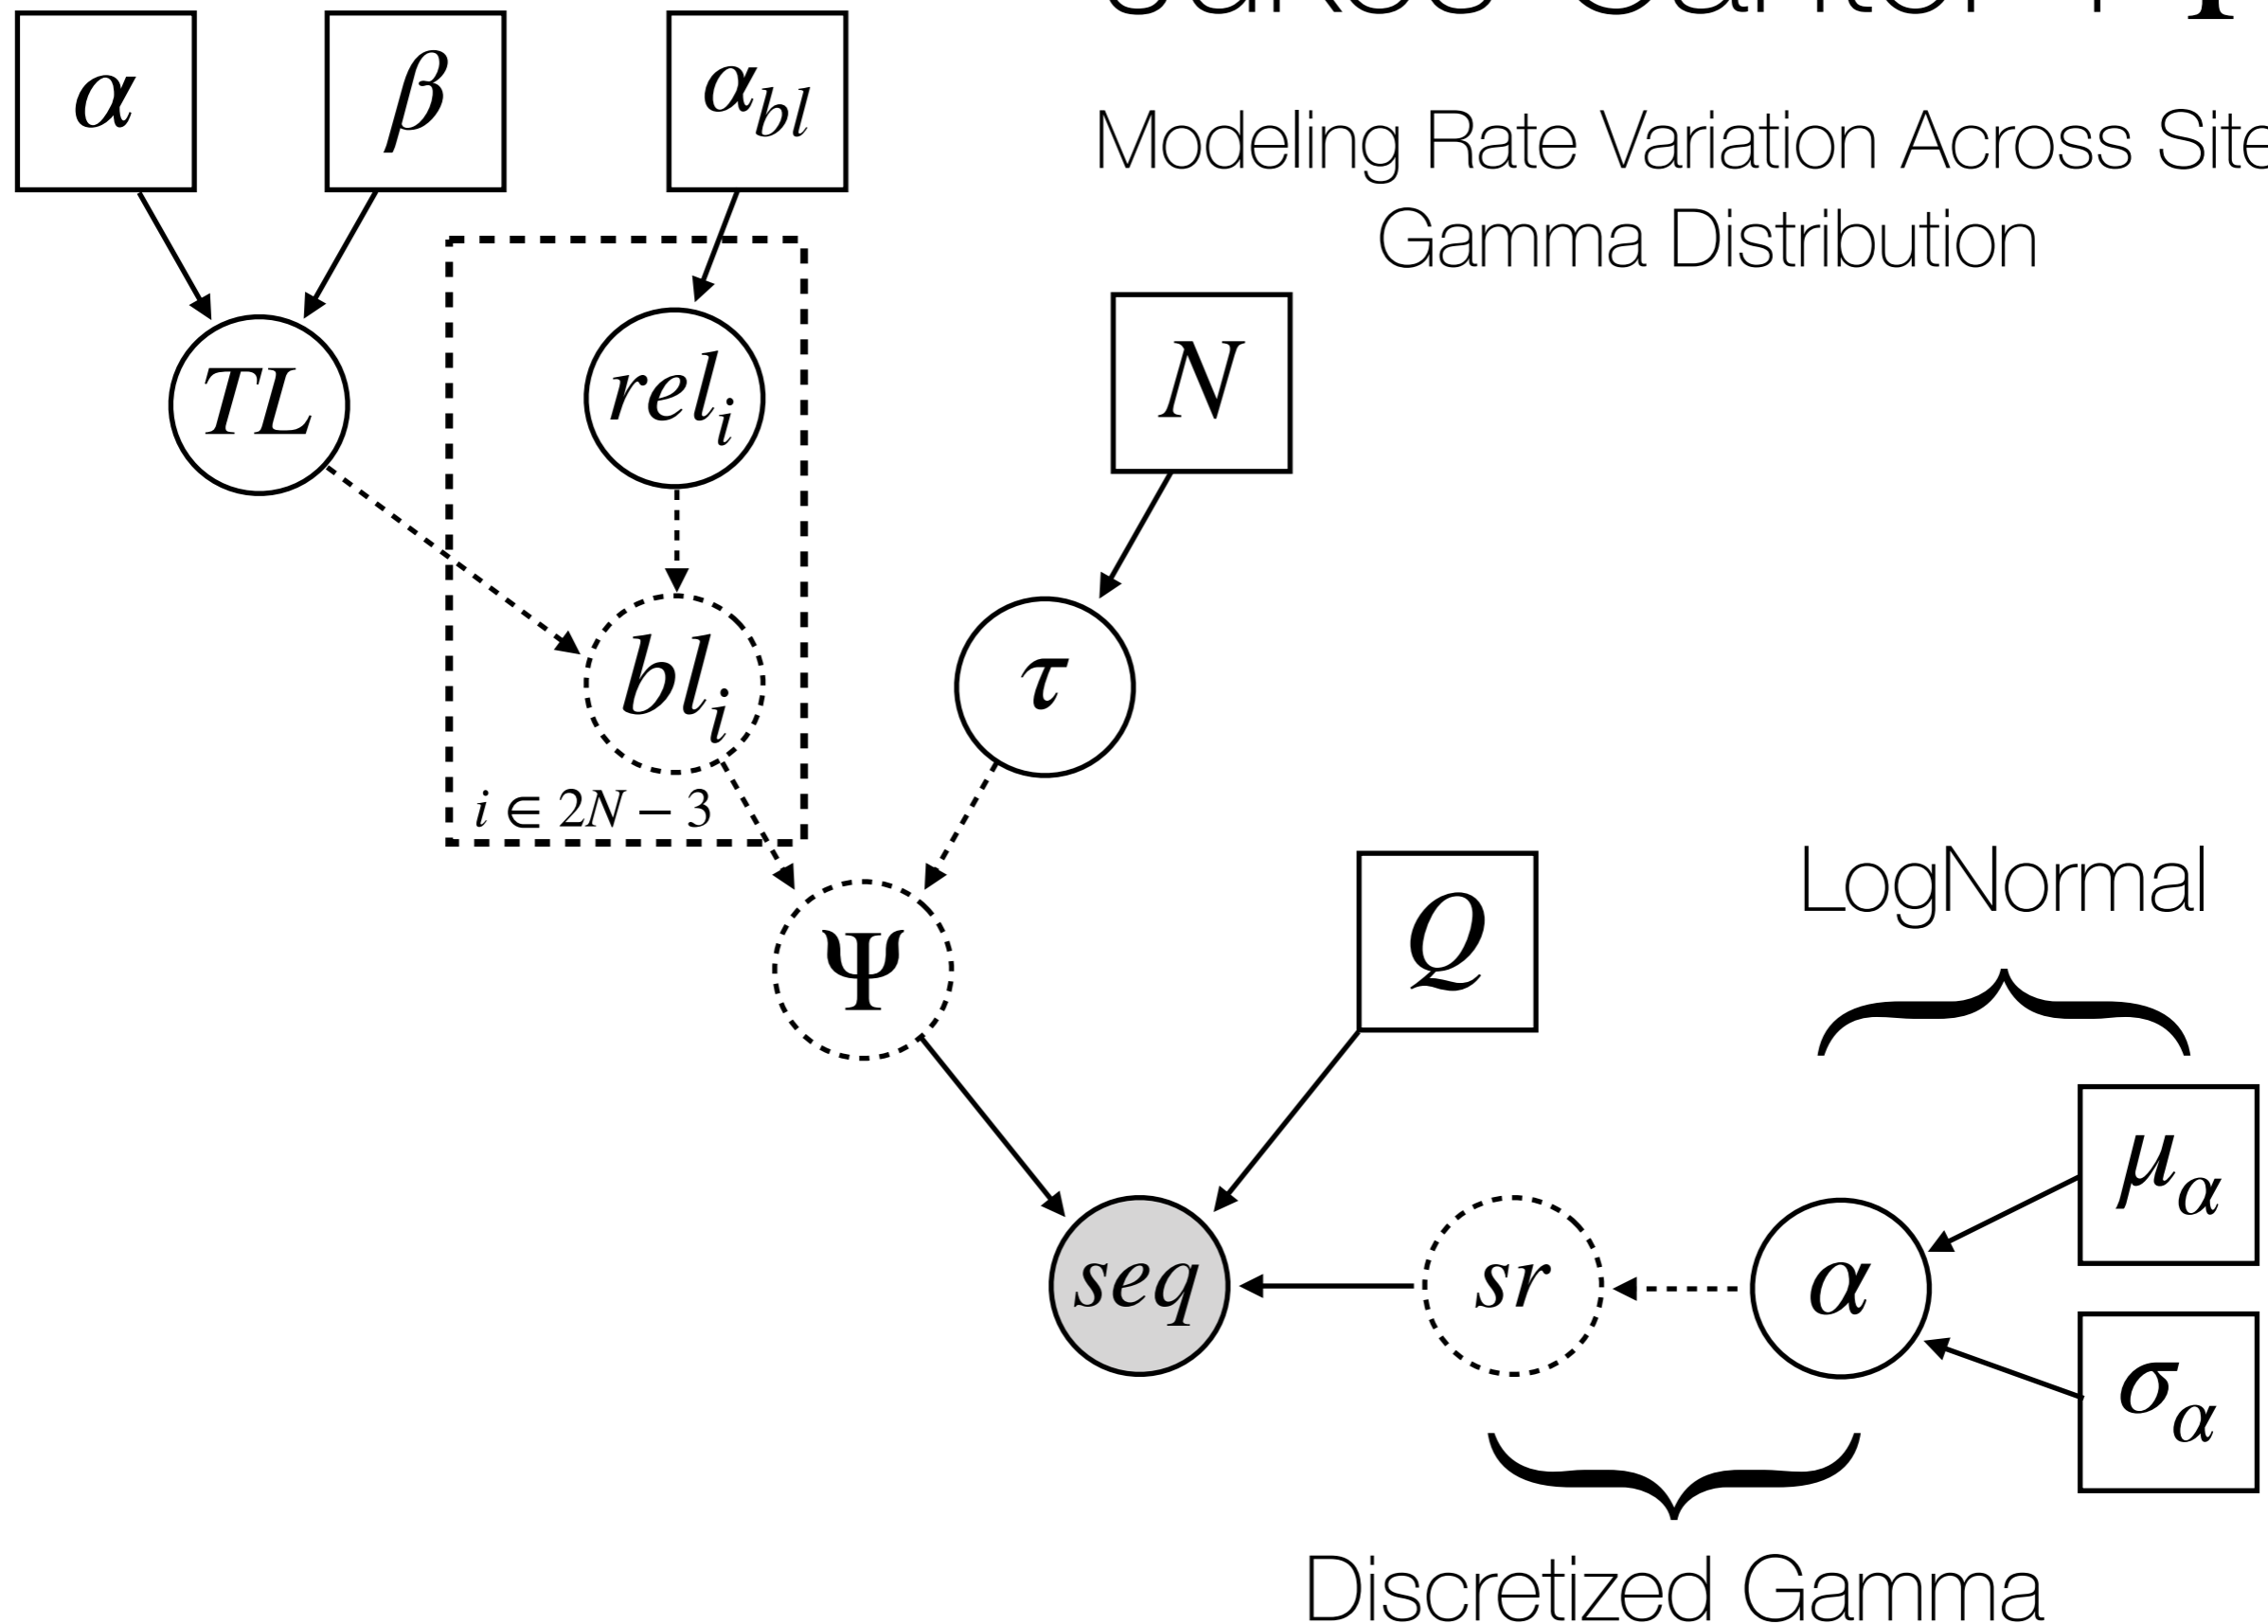 Modeling Rate Variation Across Site
Gamma Distribution
α
β
α_bl
TL
rel_i
N
bl_i
τ
i ∈ 2N − 3
Ψ
Q
LogNormal
μ_α
seq
sr
α
σ_α
Discretized Gamma